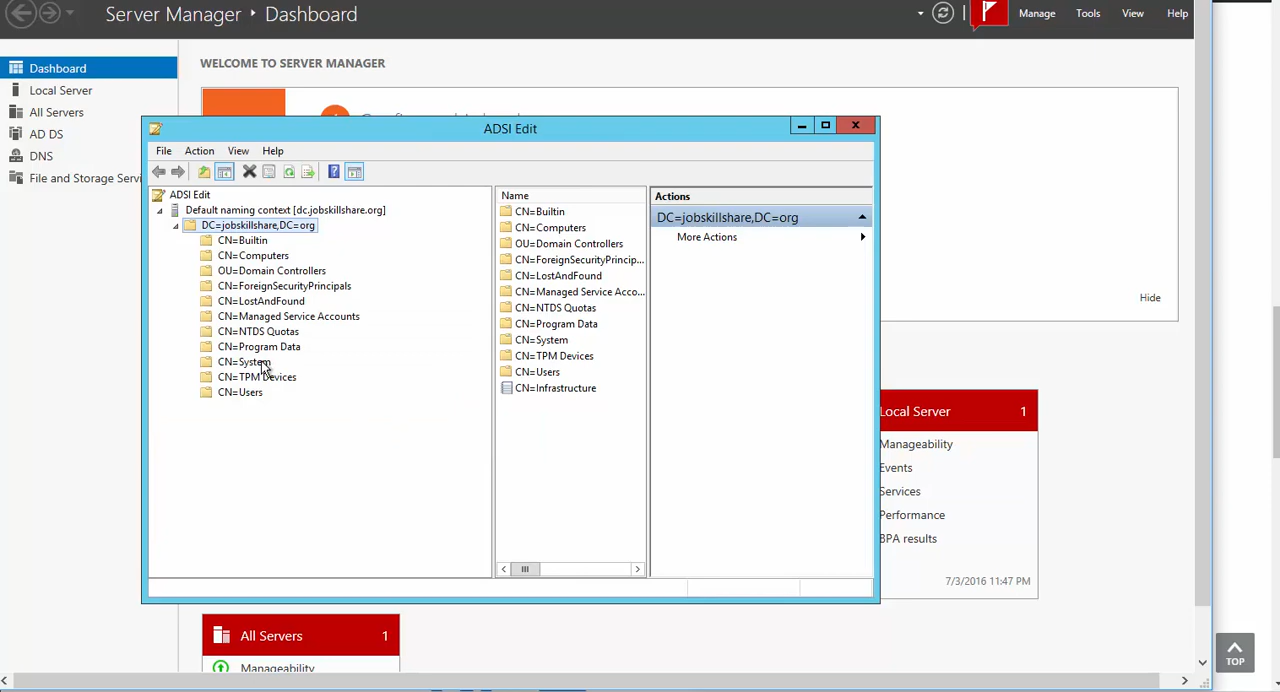 Server Manager ‣ Dashboard
Manage Tools View Help
Dashboard
Local Server
All Servers
AD DS
DNS
File and Storage Servi
WELCOME TO SERVER MANAGER
Hide
ADSI Edit
File Action View Help
ADSI Edit
Default naming context [dc.jobskillshare.org]
DC=jobskillshare,DC=org
CN=Builtin
CN=Computers
OU=Domain Controllers
CN=ForeignSecurityPrincipals
CN=LostAndFound
CN=Managed Service Accounts
CN=NTDS Quotas
CN=Program Data
CN=System
CN=TPM Devices
CN=Users
Name
CN=Builtin
CN=Computers
OU=Domain Controllers
CN=ForeignSecurityPrincip...
CN=LostAndFound
CN=Managed Service Acco...
CN=NTDS Quotas
CN=Program Data
CN=System
CN=TPM Devices
CN=Users
CN=Infrastructure
Actions
DC=jobskillshare,DC=org
More Actions
Local Server 1
Manageability
Events
Services
Performance
BPA results
7/3/2016 11:47 PM
All Servers 1
Manageability
TOP